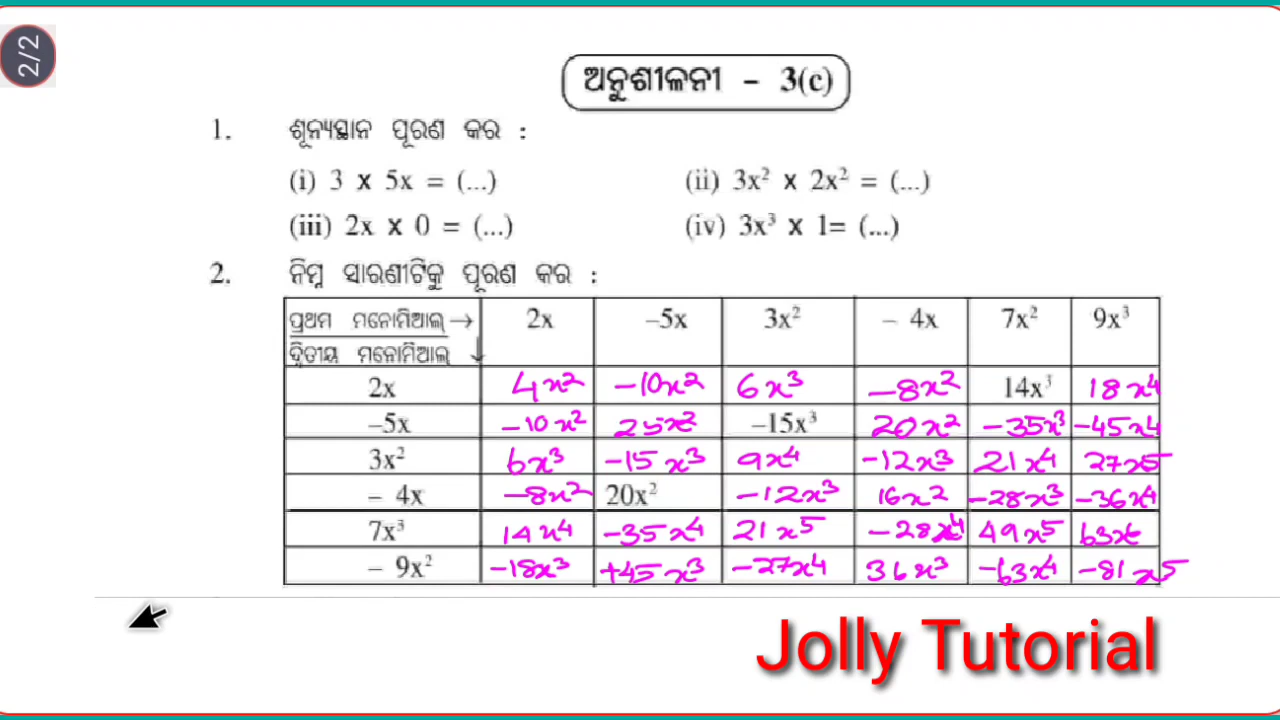 2/2
ଅନୁଶୀଳନୀ – 3(c)
1. ଶୂନ୍ୟସ୍ଥାନ ପୂରଣ କର :
(i) 3 x 5x = (...) (ii) 3x² x 2x² = (...)
(iii) 2x x 0 = (...) (iv) 3x³ x 1= (...)
2. ନିମ୍ନ ସାରଣୀଟିକୁ ପୂରଣ କର :
ପ୍ରଥମ ମନୋମିଆଲ୍ → 2x –5x 3x² – 4x 7x² 9x³
ଦ୍ୱିତୀୟ ମନୋମିଆଲ୍ ↓
2x 4x² –10x² 6x³ –8x² 14x³ 18x⁴
–5x –10x² 25x² –15x³ 20x² –35x³ –45x⁴
3x² 6x³ –15x³ 9x⁴ –12x³ 21x⁴ 27x5
– 4x –8x² 20x² –12x³ 16x² –28x³ –36x⁴
7x³ 14x⁴ –35x⁴ 21x⁵ –28x⁴ 49x⁵
– 9x² –18x³ +45x³ –27x⁴ 36x³ –63x⁴ –81x⁵
Jolly Tutorial